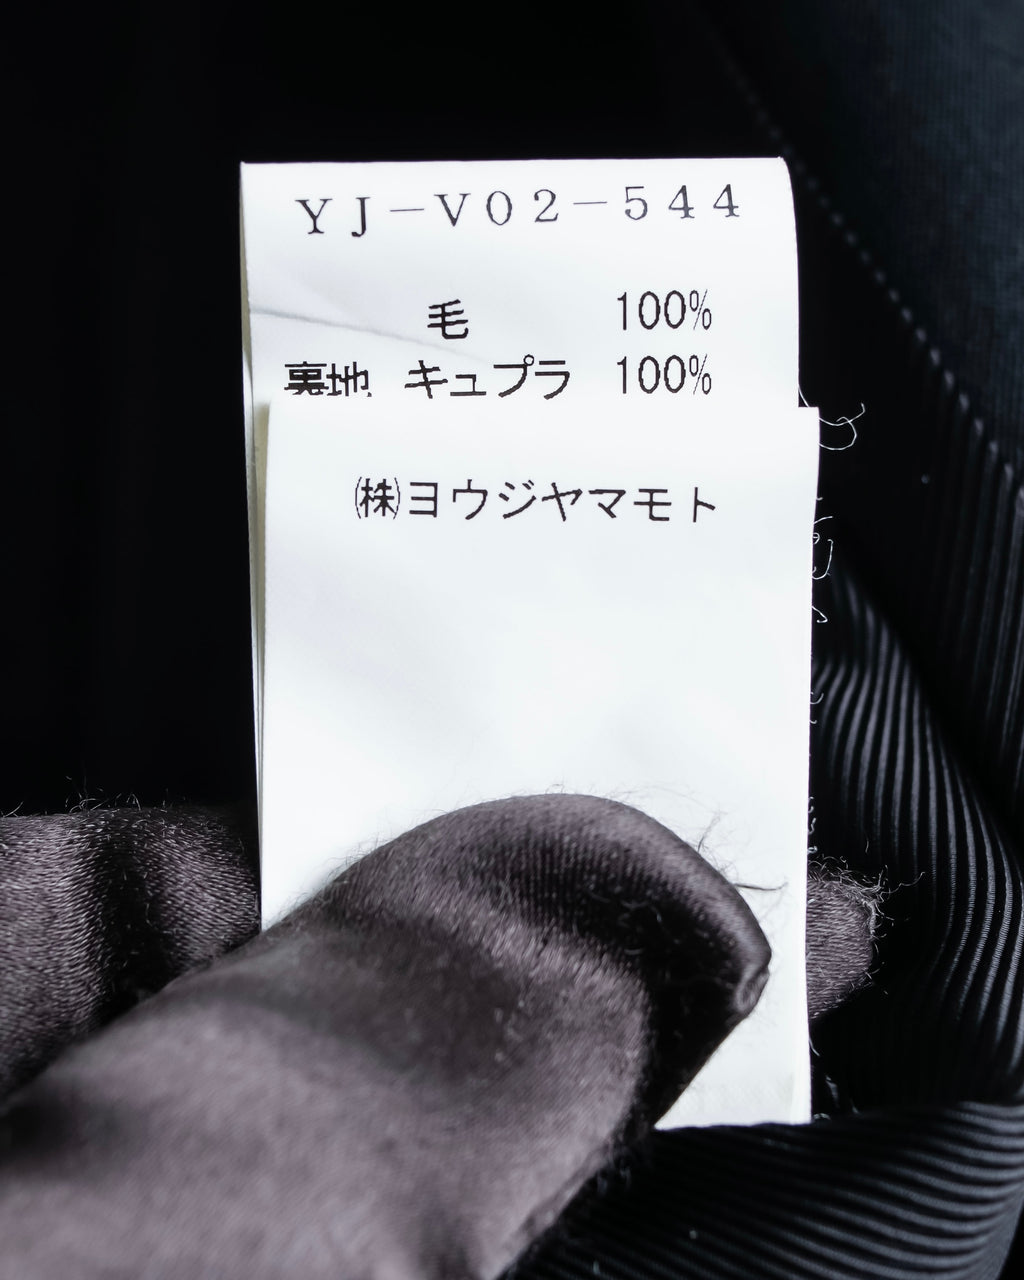 YJ-V02-544
毛 100%
裏地 キュプラ 100%
㈱ヨウジヤマモト